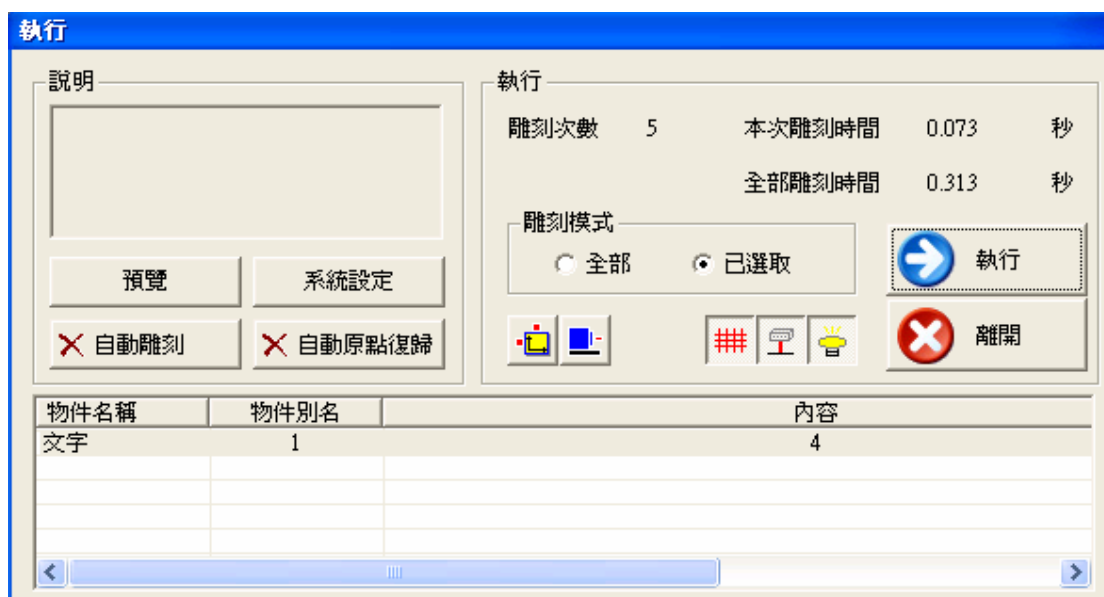 執行
說明
預覽
系統設定
自動雕刻
自動原點復歸
執行
雕刻次數 5 本次雕刻時間 0.073 秒
全部雕刻時間 0.313 秒
雕刻模式
全部 已選取
執行
離開
物件名稱 物件別名 內容
文字 1 4